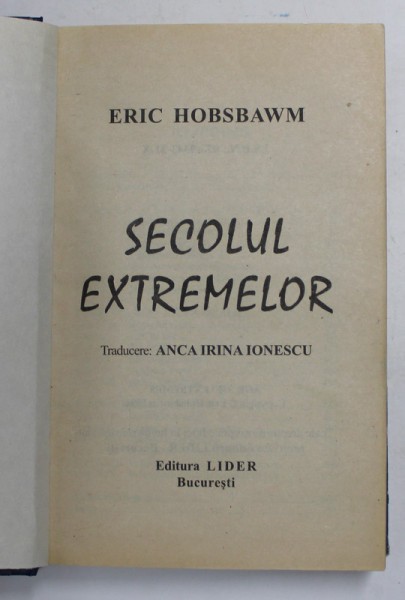 ERIC HOBSBAWM
SECOLUL
EXTREMELOR
Traducere: ANCA IRINA IONESCU
Editura LIDER
București